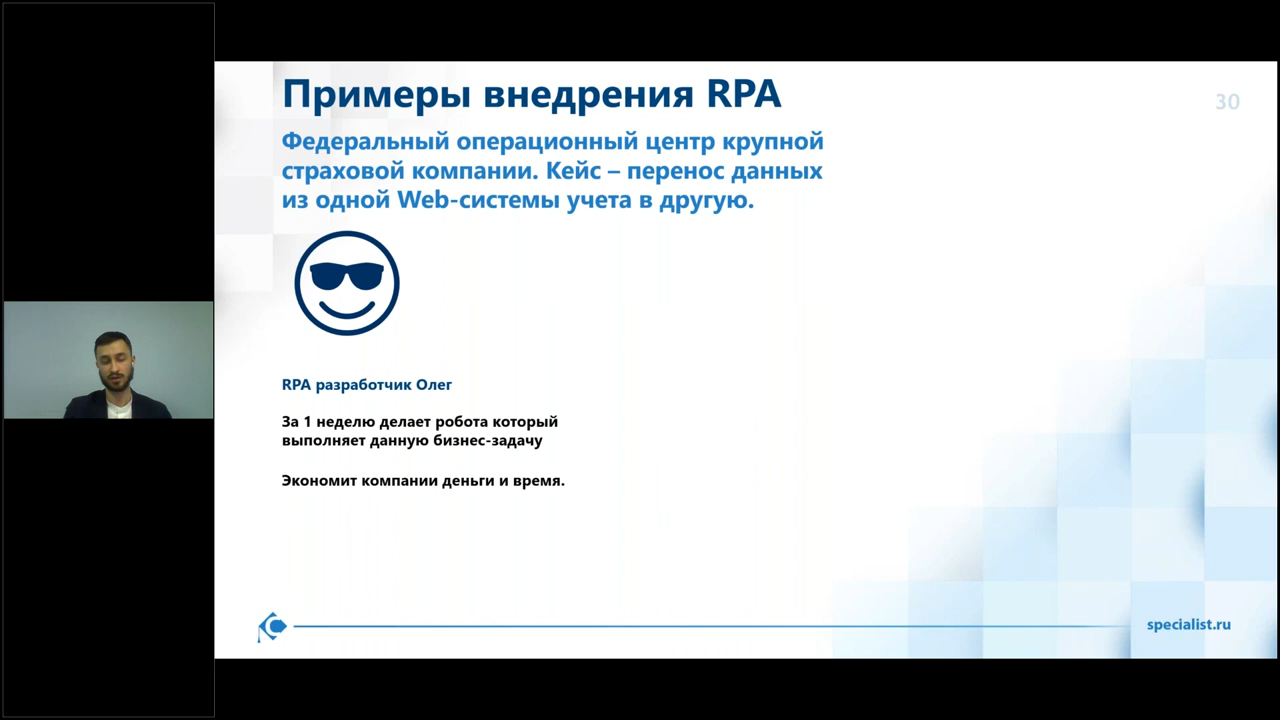 Примеры внедрения RPA
30
Федеральный операционный центр крупной
страховой компании. Кейс – перенос данных
из одной Web-системы учета в другую.
RPA разработчик Олег
За 1 неделю делает робота который
выполняет данную бизнес-задачу
Экономит компании деньги и время.
specialist.ru